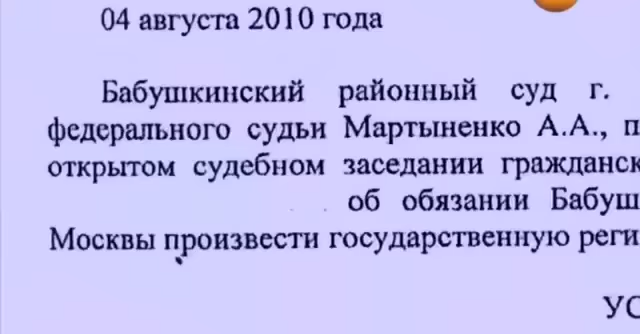 04 августа 2010 года
Бабушкинский районный суд г.
федерального судьи Мартыненко А.А., п
открытом судебном заседании гражданск
об обязании Бабуш
Москвы произвести государственную реги
УС